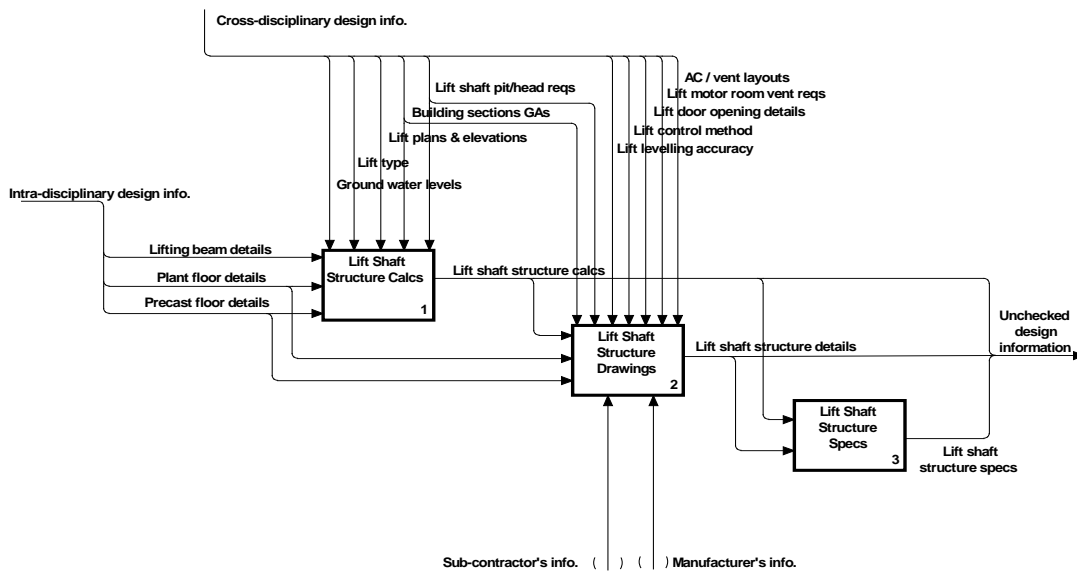 Cross-disciplinary design info.
AC / vent layouts
Lift shaft pit/head reqs
Lift motor room vent reqs
Building sections GAs
Lift door opening details
Lift plans & elevations
Lift control method
Lift levelling accuracy
Lift type
Ground water levels
Intra-disciplinary design info.
Lifting beam details
Plant floor details
Precast floor details
Lift Shaft
Structure Calcs
1
Lift shaft structure calcs
Unchecked
design
information
Lift Shaft
Structure
Drawings
2
Lift shaft structure details
Lift Shaft
Structure
Specs
3
Lift shaft
structure specs
Sub-contractor's info. ( )
( ) Manufacturer's info.